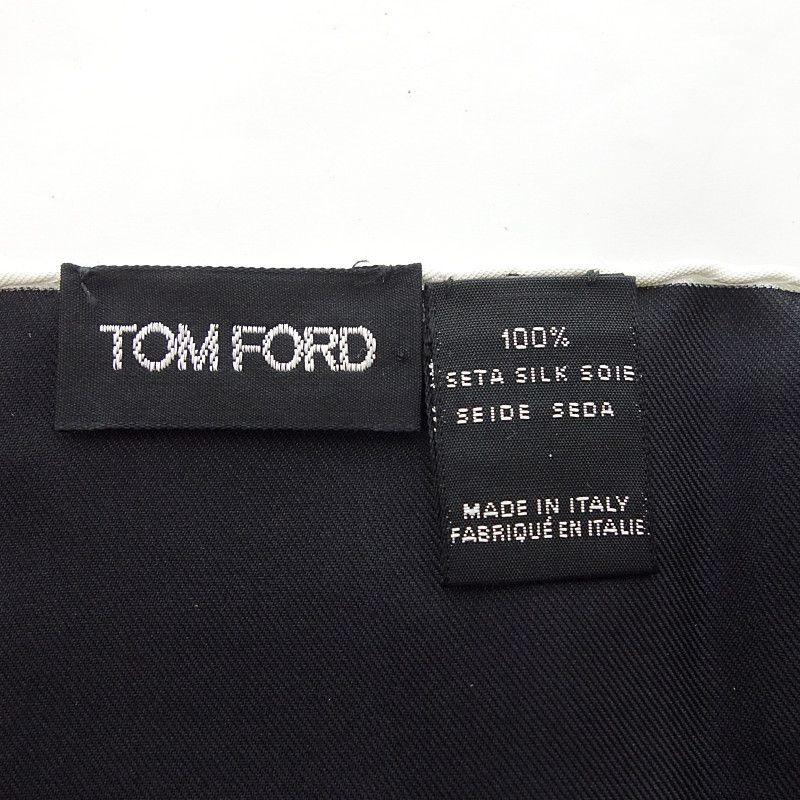 TOM FORD
100%
SETA SILK SOIE
SEIDE SEDA
MADE IN ITALY
FABRIQUÉ EN ITALIE